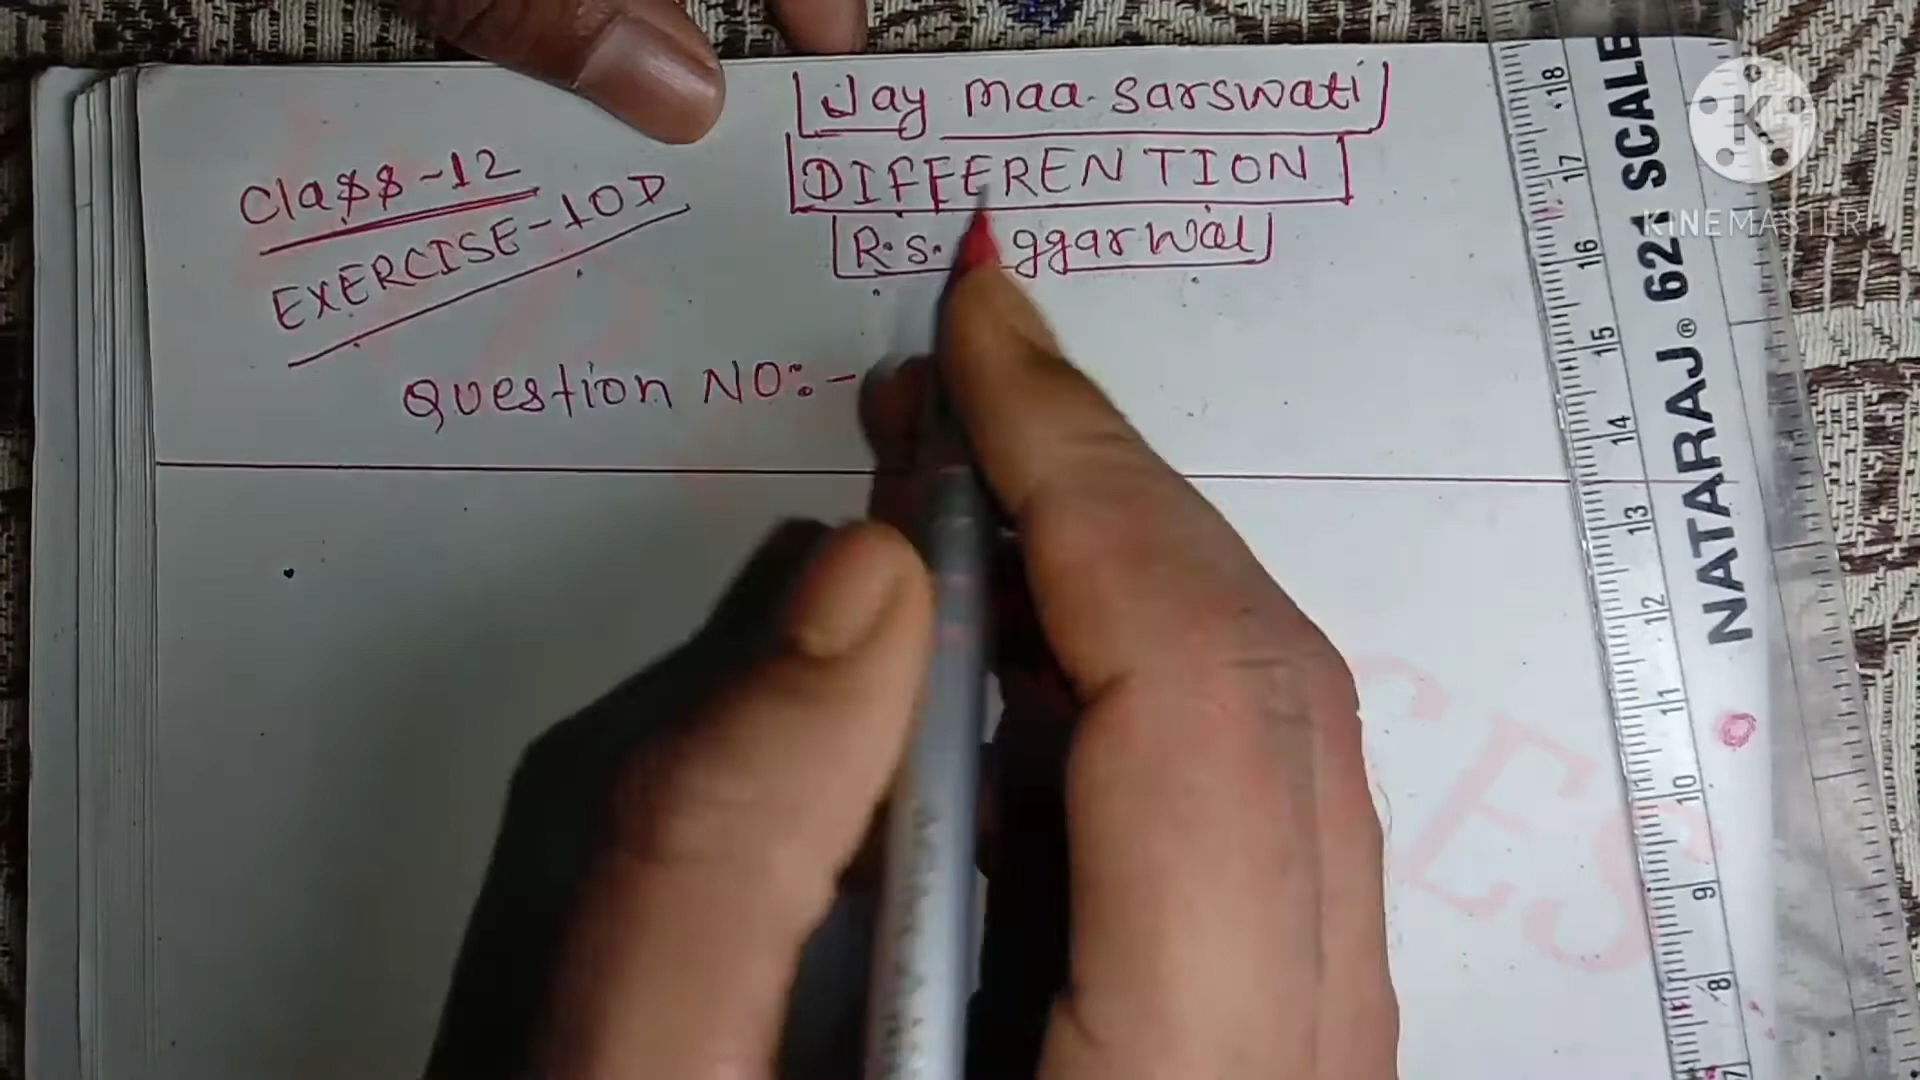 Jay maa sarswati
DIFFERENTION
R.S. ggarwal
Class-12
EXERCISE-10D
Question NO:-
KINEMASTER
NATARAJ® 621 SCALE
18
17
16
15
14
13
12
11
10
9
8
7